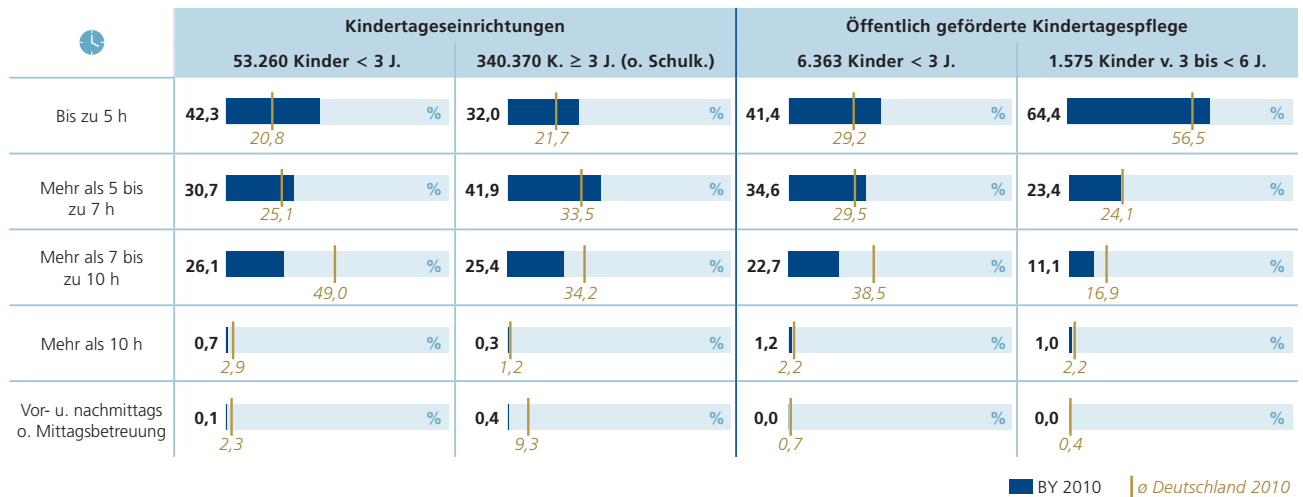 Kindertageseinrichtungen Öffentlich geförderte Kindertagespflege
53.260 Kinder < 3 J. 340.370 K. ≥ 3 J. (o. Schulk.) 6.363 Kinder < 3 J. 1.575 Kinder v. 3 bis < 6 J.
Bis zu 5 h 42,3 % 32,0 % 41,4 % 64,4 %
20,8 21,7 29,2 56,5
Mehr als 5 bis
zu 7 h 30,7 % 41,9 % 34,6 % 23,4 %
25,1 33,5 29,5 24,1
Mehr als 7 bis
zu 10 h 26,1 % 25,4 % 22,7 % 11,1 %
49,0 34,2 38,5 16,9
Mehr als 10 h 0,7 % 0,3 % 1,2 % 1,0 %
2,9 1,2 2,2 2,2
Vor- u. nachmittags
o. Mittagsbetreuung 0,1 % 0,4 % 0,0 % 0,0 %
2,3 9,3 0,7 0,4
BY 2010 ø Deutschland 2010